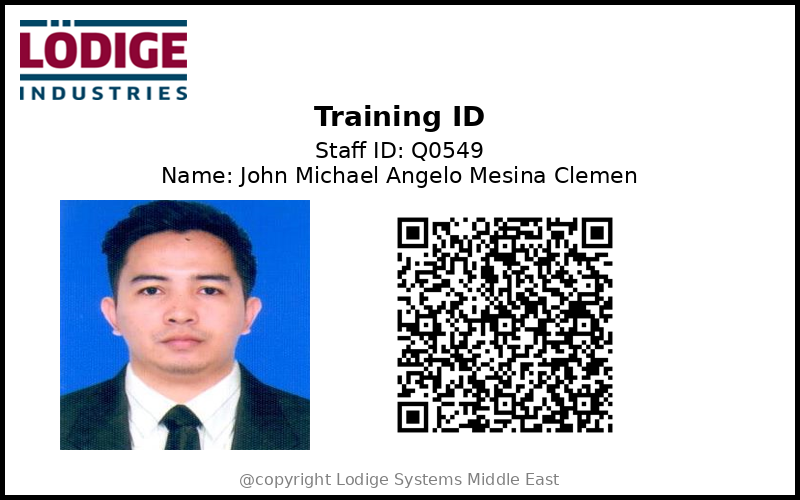 LÖDIGE
INDUSTRIES
Training ID
Staff ID: Q0549
Name: John Michael Angelo Mesina Clemen
@copyright Lodige Systems Middle East